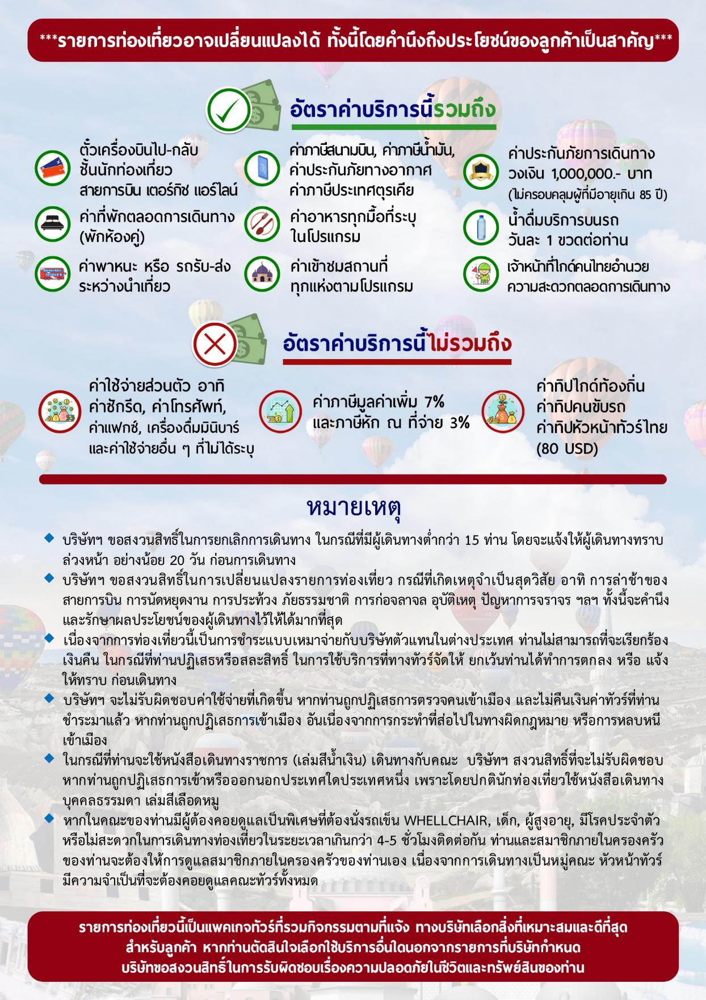 ***รายการท่องเที่ยวอาจเปลี่ยนแปลงได้ ทั้งนี้โดยคำนึงถึงประโยชน์ของลูกค้าเป็นสาคัญ***
อัตราค่าบริการนี้รวมถึง
ตั๋วเครื่องบินไป-กลับ
ชั้นนักท่องเที่ยว
สายการบิน เตอร์กิช แอร์ไลน์
ค่าภาษีสนามบิน, ค่าภาษีน้ำมัน,
ค่าประกันภัยทางอากาศ
ค่าภาษีประเทศตุรเคีย
ค่าประกันภัยการเดินทาง
วงเงิน 1,000,000.- บาท
(ไม่ครอบคลุมผู้ที่มีอายุเกิน 85 ปี)
ค่าที่พักตลอดการเดินทาง
(พักห้องคู่)
ค่าอาหารทุกมื้อที่ระบุ
ในโปรแกรม
น้ำดื่มบริการบนรถ
วันละ 1 ขวดต่อท่าน
ค่าพาหนะ หรือ รถรับ-ส่ง
ระหว่างนำเที่ยว
ค่าเข้าชมสถานที่
ทุกแห่งตามโปรแกรม
เจ้าหน้าที่ไกด์คนไทยอำนวย
ความสะดวกตลอดการเดินทาง
อัตราค่าบริการนี้ไม่รวมถึง
ค่าใช้จ่ายส่วนตัว อาทิ
ค่าซักรีด, ค่าโทรศัพท์,
ค่าแฟกซ์, เครื่องดื่มมินิบาร์
และค่าใช้จ่ายอื่น ๆ ที่ไม่ได้ระบุ
ค่าภาษีมูลค่าเพิ่ม 7%
และภาษีหัก ณ ที่จ่าย 3%
ค่าทิปไกด์ท้องถิ่น
ค่าทิปคนขับรถ
ค่าทิปหัวหน้าทัวร์ไทย
(80 USD)
หมายเหตุ
บริษัทฯ ขอสงวนสิทธิ์ในการยกเลิกการเดินทาง ในกรณีที่มีผู้เดินทางต่ำกว่า 15 ท่าน โดยจะแจ้งให้ผู้เดินทางทราบ
ล่วงหน้า อย่างน้อย 20 วัน ก่อนการเดินทาง
บริษัทฯ ขอสงวนสิทธิ์ในการเปลี่ยนแปลงรายการท่องเที่ยว กรณีที่เกิดเหตุจำเป็นสุดวิสัย อาทิ การล่าช้าของ
สายการบิน การนัดหยุดงาน การประท้วง ภัยธรรมชาติ การก่อจลาจล อุบัติเหตุ ปัญหาการจราจร ฯลฯ ทั้งนี้จะคำนึง
และรักษาผลประโยชน์ของผู้เดินทางไว้ให้ได้มากที่สุด
เนื่องจากการท่องเที่ยวนี้เป็นการชำระแบบเหมาจ่ายกับบริษัทตัวแทนในต่างประเทศ ท่านไม่สามารถที่จะเรียกร้อง
เงินคืน ในกรณีที่ท่านปฏิเสธหรือสละสิทธิ์ ในการใช้บริการที่ทางทัวร์จัดให้ ยกเว้นท่านได้ทำการตกลง หรือ แจ้ง
ให้ทราบ ก่อนเดินทาง
บริษัทฯ จะไม่รับผิดชอบค่าใช้จ่ายที่เกิดขึ้น หากท่านถูกปฏิเสธการตรวจคนเข้าเมือง และไม่คืนเงินค่าทัวร์ที่ท่าน
ชำระมาแล้ว หากท่านถูกปฏิเสธการเข้าเมือง อันเนื่องจากการกระทำที่ส่อไปในทางผิดกฎหมาย หรือการหลบหนี
เข้าเมือง
ในกรณีที่ท่านจะใช้หนังสือเดินทางราชการ (เล่มสีน้ำเงิน) เดินทางกับคณะ บริษัทฯ สงวนสิทธิ์ที่จะไม่รับผิดชอบ
หากท่านถูกปฏิเสธการเข้าหรือออกนอกประเทศใดประเทศหนึ่ง เพราะโดยปกตินักท่องเที่ยวใช้หนังสือเดินทาง
บุคคลธรรมดา เล่มสีเลือดหมู
หากในคณะของท่านมีผู้ต้องคอยดูแลเป็นพิเศษที่ต้องนั่งรถเข็น WHELLCHAIR, เด็ก, ผู้สูงอายุ, มีโรคประจำตัว
หรือไม่สะดวกในการเดินทางท่องเที่ยวในระยะเวลาเกินกว่า 4-5 ชั่วโมงติดต่อกัน ท่านและสมาชิกภายในครองครัว
ของท่านจะต้องให้การดูแลสมาชิกภายในครองครัวของท่านเอง เนื่องจากการเดินทางเป็นหมู่คณะ หัวหน้าทัวร์
มีความจำเป็นที่จะต้องคอยดูแลคณะทัวร์ทั้งหมด
รายการท่องเที่ยวนี้เป็นแพคเกจทัวร์ที่รวมกิจกรรมตามที่แจ้ง ทางบริษัทเลือกสิ่งที่เหมาะสมและดีที่สุด
สำหรับลูกค้า หากท่านตัดสินใจเลือกใช้บริการอื่นใดนอกจากรายการที่บริษัทกำหนด
บริษัทขอสงวนสิทธิ์ในการรับผิดชอบเรื่องความปลอดภัยในชีวิตและทรัพย์สินของท่าน